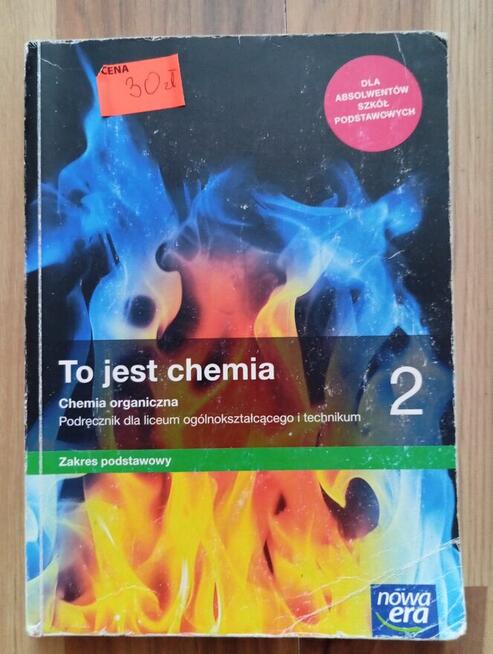 CENA
30 zł
DLA
ABSOLWENTÓW
SZKÓŁ
PODSTAWOWYCH
To jest chemia
2
Chemia organiczna
Podręcznik dla liceum ogólnokształcącego i technikum
Zakres podstawowy
nowa
era